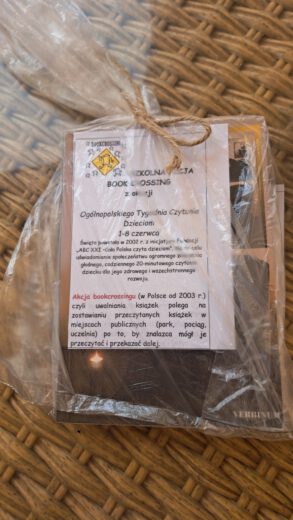 BOOKCROSSING
SZKOLNA AKCJA
BOOK CROSSING
z okazji
Ogólnopolskiego Tygodnia Czytania
Dzieciom
1-8 czerwca
Święto powstało w 2002 r. z inicjatywy Fundacji
„ABC XXI -Cała Polska czyta dzieciom",
uświadomienie społeczeństwu ogromnego znaczenia
głośnego, codziennego 20-minutowego czytania
dziecku dla jego zdrowego i wszechstronnego
rozwoju.
Akcja bookcrossingu (w Polsce od 2003 r.)
czyli uwalniania książek polega na
zostawianiu przeczytanych książek w
miejscach publicznych (park, pociąg,
uczelnia) po to, by znalazca mógł je
przeczytać i przekazać dalej.
VERBINUM